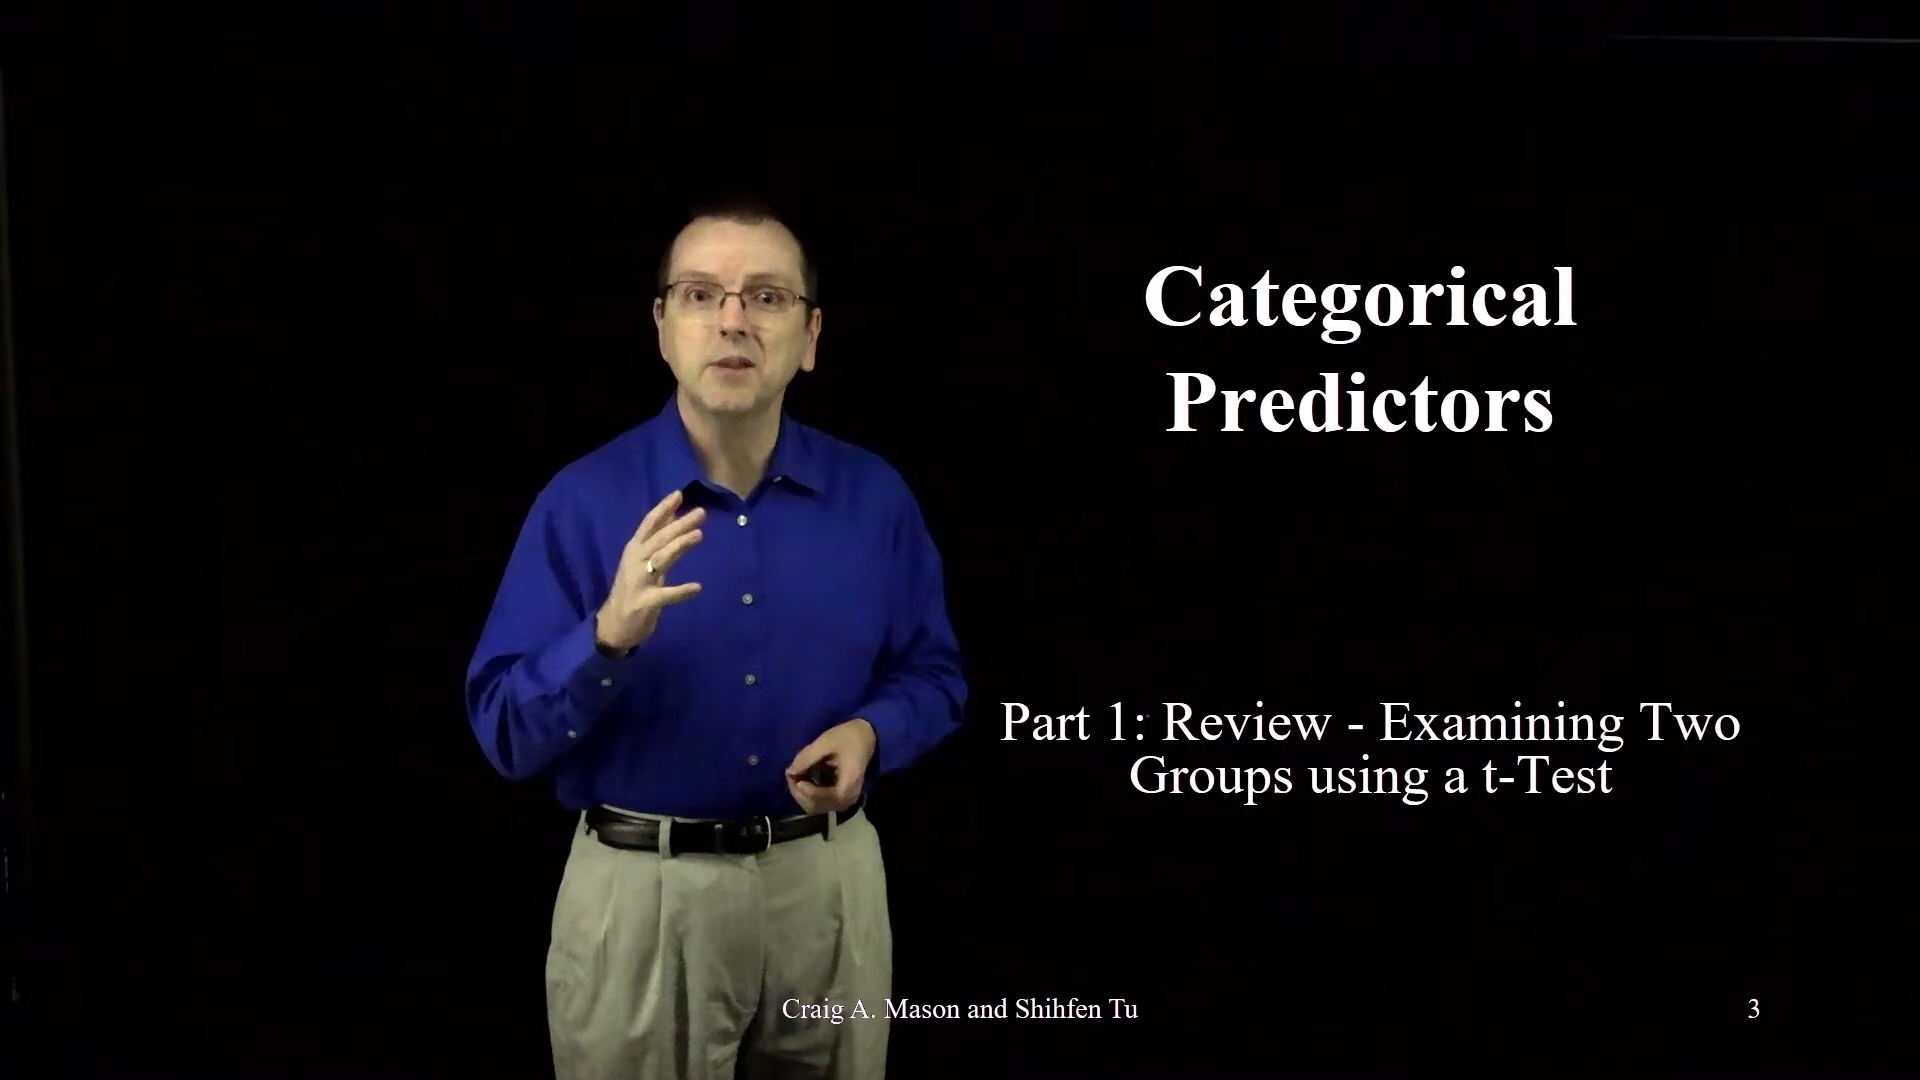 Categorical
Predictors
Part 1: Review - Examining Two
Groups using a t-Test
Craig A. Mason and Shihfen Tu
3